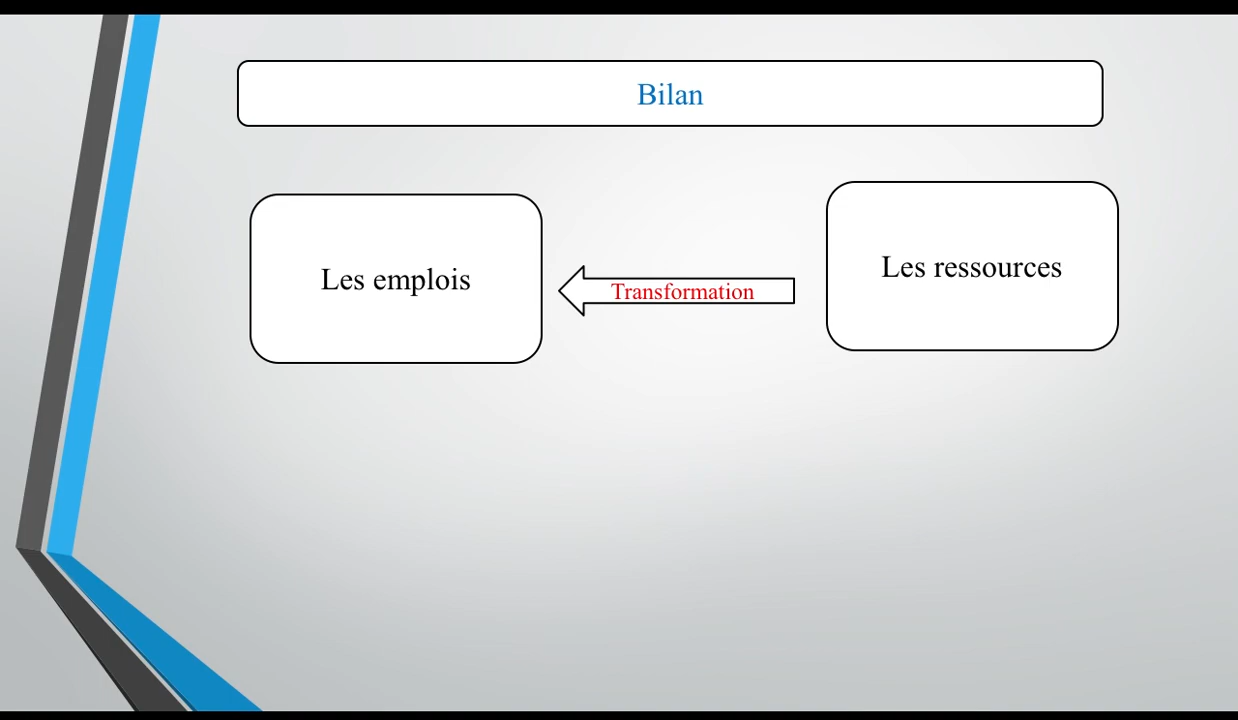 Bilan
Les emplois
Transformation
Les ressources